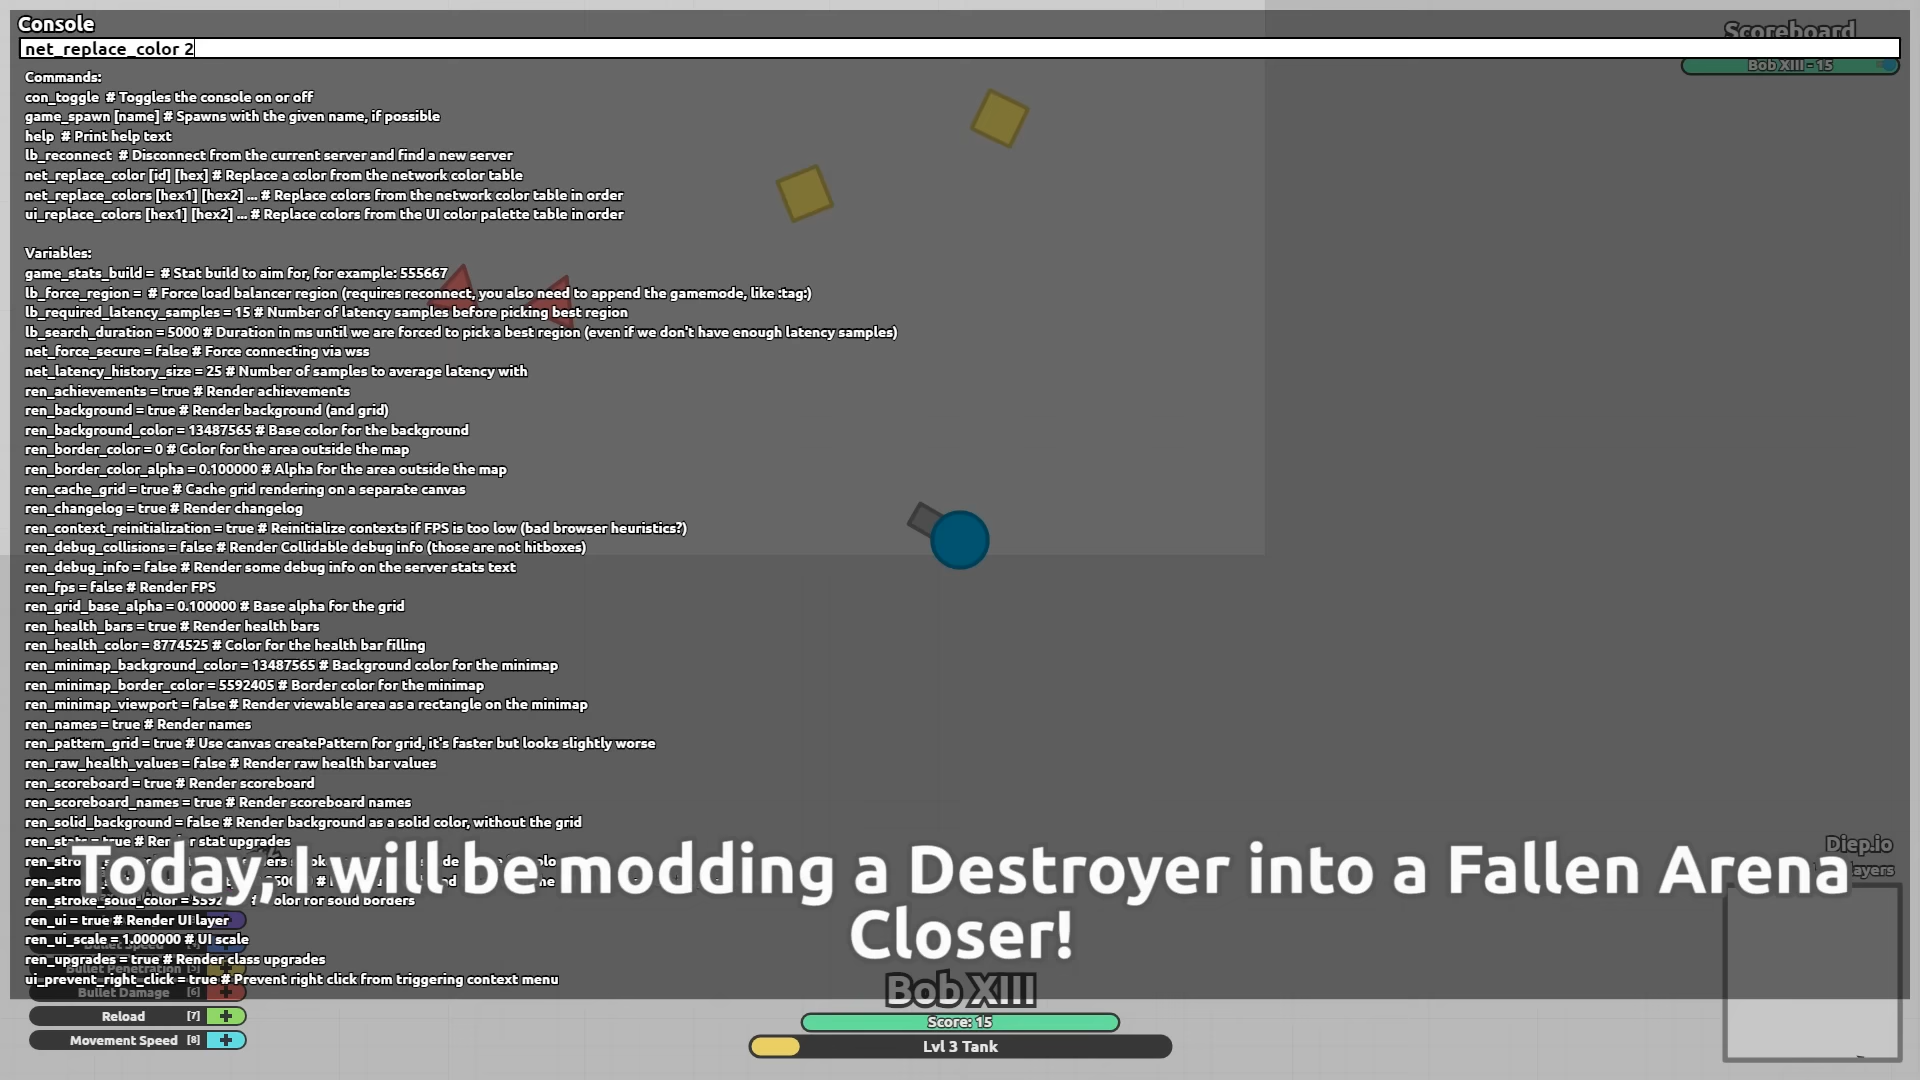 Console
net_replace_color 2
Scoreboard
Bob XIII - 15
Commands:
con_toggle # Toggles the console on or off
game_spawn [name] # Spawns with the given name, if possible
help # Print help text
lb_reconnect # Disconnect from the current server and find a new server
net_replace_color [id] [hex] # Replace a color from the network color table
net_replace_colors [hex1] [hex2] ... # Replace colors from the network color table in order
ui_replace_colors [hex1] [hex2] ... # Replace colors from the UI color palette table in order
Variables:
game_stats_build = # Stat build to aim for, for example: 555667
lb_force_region = # Force load balancer region (requires reconnect, you also need to append the gamemode, like :tag:)
lb_required_latency_samples = 15 # Number of latency samples before picking best region
lb_search_duration = 5000 # Duration in ms until we are forced to pick a best region (even if we don't have enough latency samples)
net_force_secure = false # Force connecting via wss
net_latency_history_size = 25 # Number of samples to average latency with
ren_achievements = true # Render achievements
ren_background = true # Render background (and grid)
ren_background_color = 13487565 # Base color for the background
ren_border_color = 0 # Color for the area outside the map
ren_border_color_alpha = 0.100000 # Alpha for the area outside the map
ren_cache_grid = true # Cache grid rendering on a separate canvas
ren_changelog = true # Render changelog
ren_context_reinitialization = true # Reinitialize contexts if FPS is too low (bad browser heuristics?)
ren_debug_collisions = false # Render Collidable debug info (those are not hitboxes)
ren_debug_info = false # Render some debug info on the server stats text
ren_fps = false # Render FPS
ren_grid_base_alpha = 0.100000 # Base alpha for the grid
ren_health_bars = true # Render health bars
ren_health_color = 8774525 # Color for the health bar filling
ren_minimap_background_color = 13487565 # Background color for the minimap
ren_minimap_border_color = 5592405 # Border color for the minimap
ren_minimap_viewport = false # Render viewable area as a rectangle on the minimap
ren_names = true # Render names
ren_pattern_grid = true # Use canvas createPattern for grid, it's faster but looks slightly worse
ren_raw_health_values = false # Render raw health bar values
ren_scoreboard = true # Render scoreboard
ren_scoreboard_names = true # Render scoreboard names
ren_solid_background = false # Render background as a solid color, without the grid
ren_stats = true # Render stat upgrades
Today, I will be modding a Destroyer into a Fallen Arena
Closer!
ren_stroke_solid_color = # Color for solid borders
ren_ui = true # Render UI layer
ren_ui_scale = 1.000000 # UI scale
ren_upgrades = true # Render class upgrades
ui_prevent_right_click = true # Prevent right click from triggering context menu
Diep.io
Bullet Speed
Bullet Penetration [5]
Bullet Damage [6]
Reload [7]
Movement Speed [8]
Bob XIII
Score: 15
Lvl 3 Tank